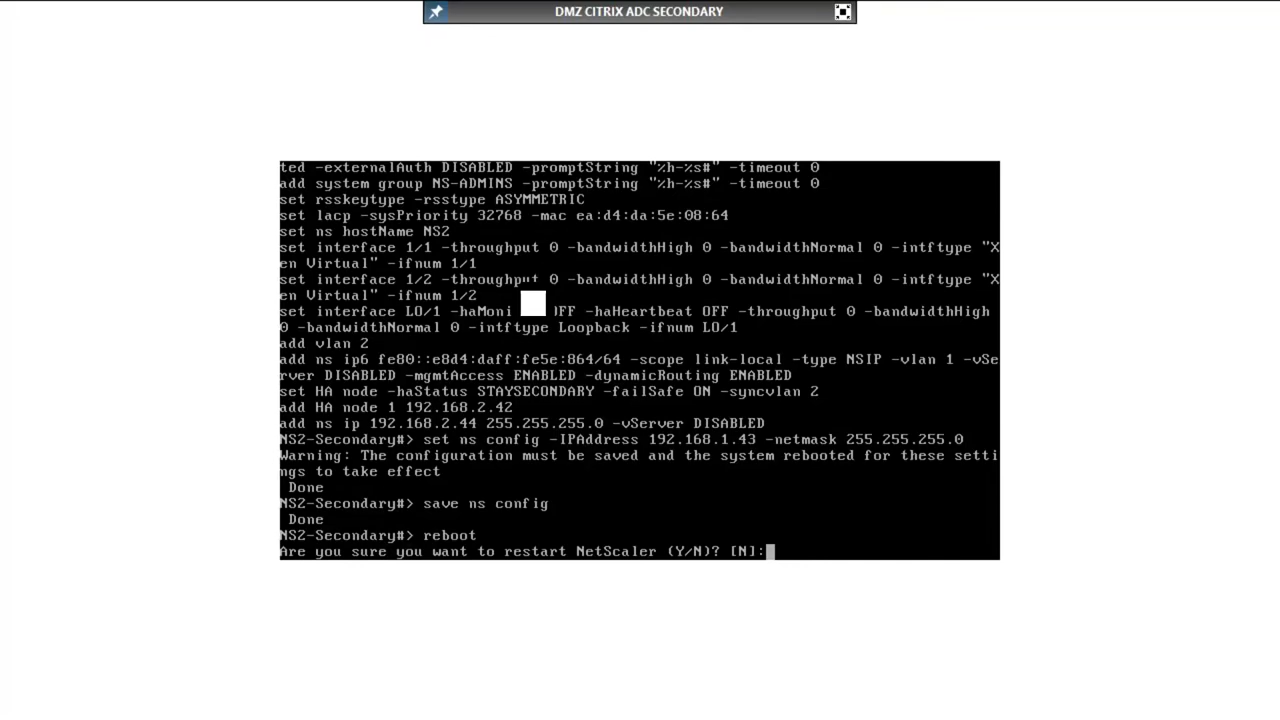 DMZ CITRIX ADC SECONDARY
ted -externalAuth DISABLED -promptString "%h-%s#" -timeout 0
add system group NS-ADMINS -promptString "%h-%s#" -timeout 0
set rsskeytype -rsstype ASYMMETRIC
set lacp -sysPriority 32768 -mac ea:d4:da:5e:08:64
set ns hostName NS2
set interface 1/1 -throughput 0 -bandwidthHigh 0 -bandwidthNormal 0 -intftype "X
en Virtual" -ifnum 1/1
set interface 1/2 -throughput 0 -bandwidthHigh 0 -bandwidthNormal 0 -intftype "X
en Virtual" -ifnum 1/2
set interface LO/1 -haMoni OFF -haHeartbeat OFF -throughput 0 -bandwidthHigh
0 -bandwidthNormal 0 -intftype Loopback -ifnum LO/1
add vlan 2
add ns ip6 fe80::e8d4:daff:fe5e:864/64 -scope link-local -type NSIP -vlan 1 -vSe
rver DISABLED -mgmtAccess ENABLED -dynamicRouting ENABLED
set HA node -haStatus STAYSECONDARY -failSafe ON -syncvlan 2
add HA node 1 192.168.2.42
add ns ip 192.168.2.44 255.255.255.0 -vServer DISABLED
NS2-Secondary#> set ns config -IPAddress 192.168.1.43 -netmask 255.255.255.0
Warning: The configuration must be saved and the system rebooted for these setti
ngs to take effect
Done
NS2-Secondary#> save ns config
Done
NS2-Secondary#> reboot
Are you sure you want to restart NetScaler (Y/N)? [N]: